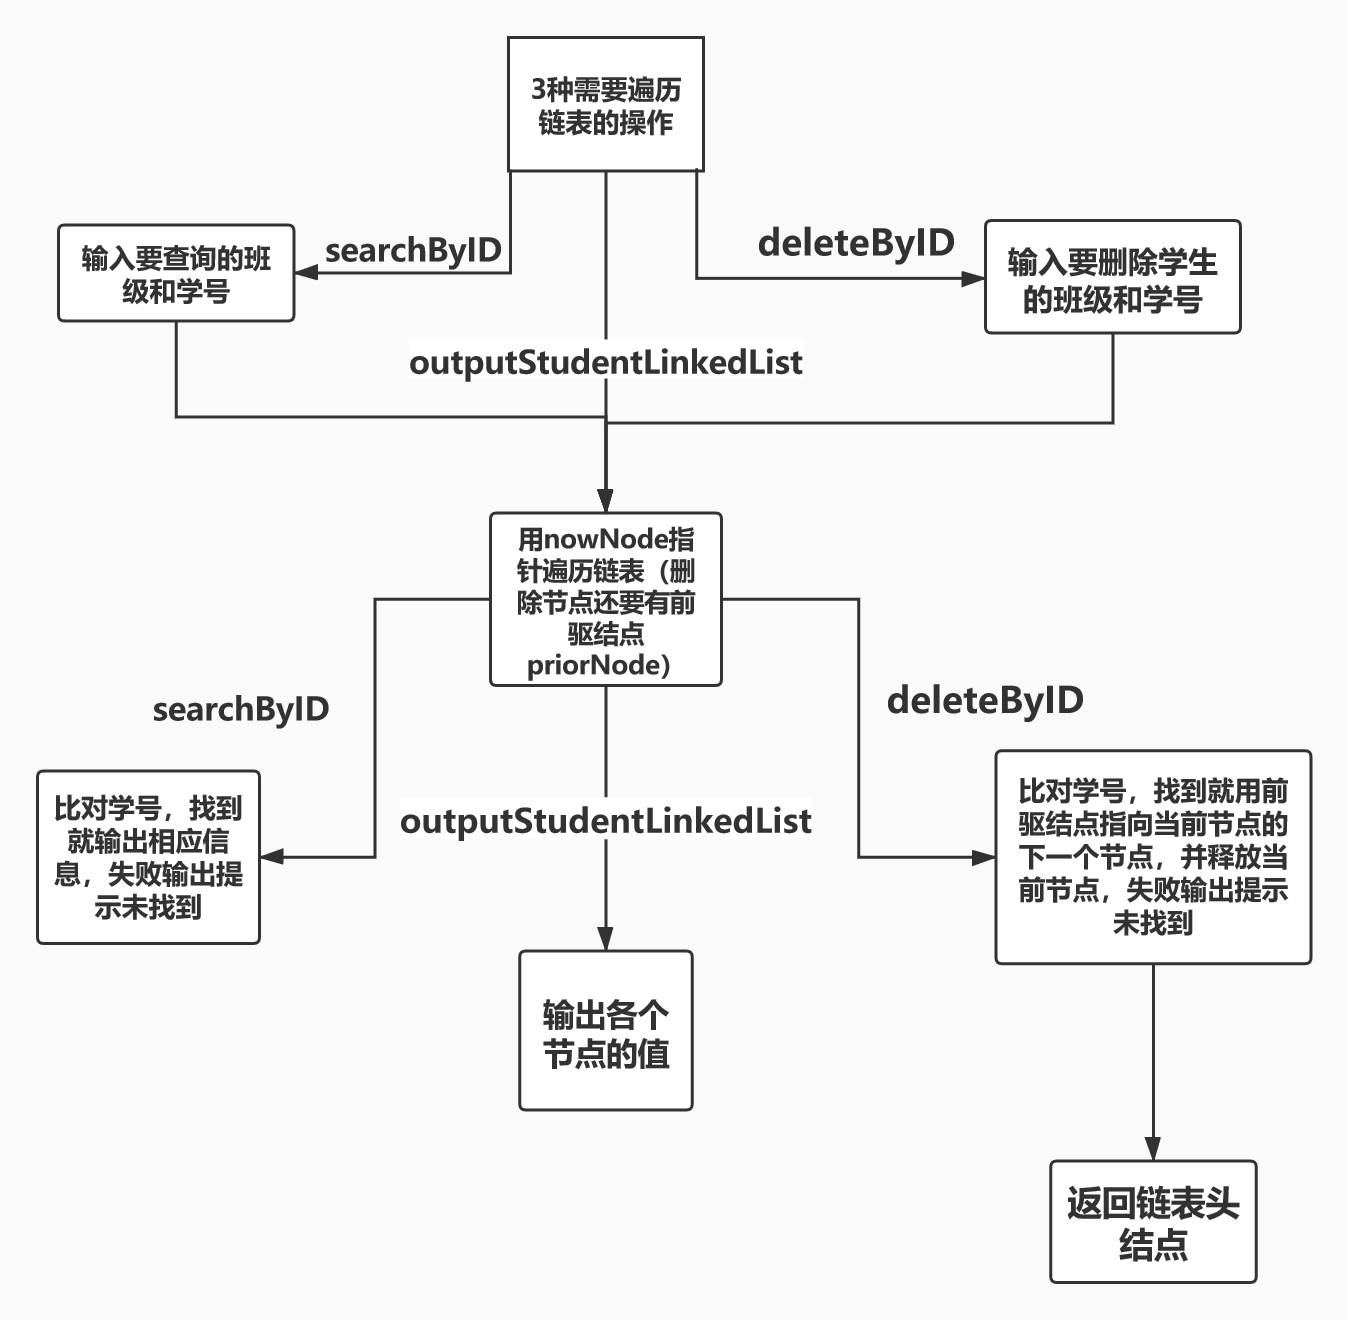 3种需要遍历
链表的操作
searchByID
deleteByID
输入要查询的班
级和学号
输入要删除学生
的班级和学号
outputStudentLinkedList
用nowNode指
针遍历链表（删
除节点还要有前
驱结点
priorNode）
searchByID
deleteByID
比对学号，找到
就输出相应信
息，失败输出提
示未找到
outputStudentLinkedList
比对学号，找到就用前
驱结点指向当前节点的
下一个节点，并释放当
前节点，失败输出提示
未找到
输出各个
节点的值
返回链表头
结点